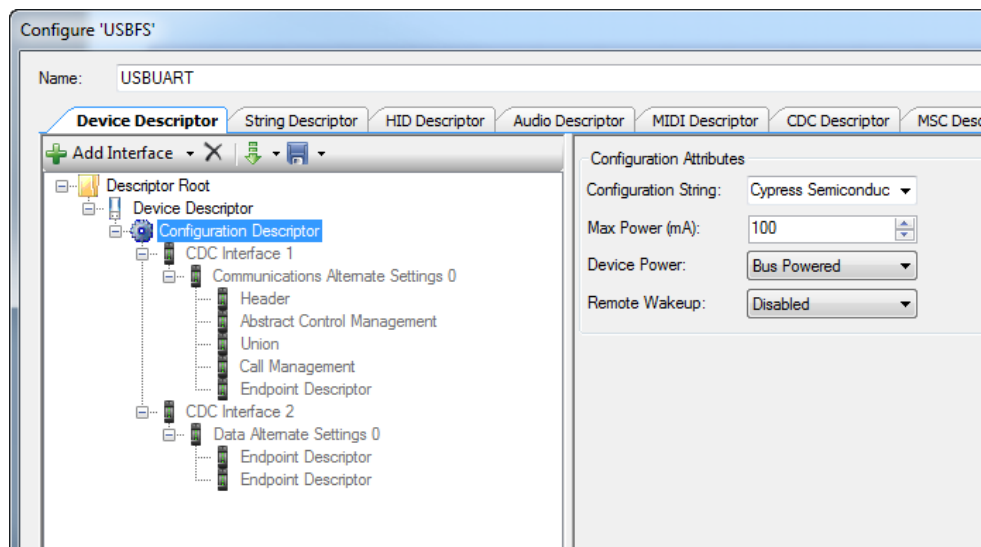 Configure 'USBFS'
Name: USBUART
Device Descriptor String Descriptor HID Descriptor Audio Descriptor MIDI Descriptor CDC Descriptor MSC Desc
Add Interface
Descriptor Root
Device Descriptor
Configuration Descriptor
CDC Interface 1
Communications Alternate Settings 0
Header
Abstract Control Management
Union
Call Management
Endpoint Descriptor
CDC Interface 2
Data Alternate Settings 0
Endpoint Descriptor
Endpoint Descriptor
Configuration Attributes
Configuration String: Cypress Semiconduc
Max Power (mA): 100
Device Power: Bus Powered
Remote Wakeup: Disabled